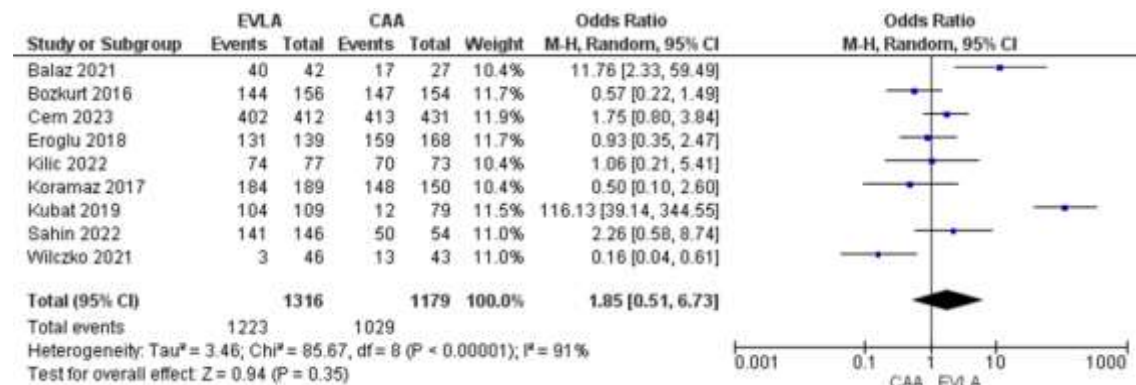 EVLA CAA Odds Ratio Odds Ratio
Study or Subgroup Events Total Events Total Weight M-H, Random, 95% CI M-H, Random, 95% CI
Balaz 2021 40 42 17 27 10.4% 11.76 [2.33, 59.49]
Bozkurt 2016 144 156 147 154 11.7% 0.57 [0.22, 1.49]
Cem 2023 402 412 413 431 11.9% 1.75 [0.80, 3.84]
Eroglu 2018 131 139 159 168 11.7% 0.93 [0.35, 2.47]
Kilic 2022 74 77 70 73 10.4% 1.06 [0.21, 5.41]
Koramaz 2017 184 189 148 150 10.4% 0.50 [0.10, 2.60]
Kubat 2019 104 109 12 79 11.5% 116.13 [39.14, 344.55]
Sahin 2022 141 146 50 54 11.0% 2.26 [0.58, 8.74]
Wilczko 2021 3 46 13 43 11.0% 0.16 [0.04, 0.61]
Total (95% CI) 1316 1179 100.0% 1.85 [0.51, 6.73]
Total events 1223 1029
Heterogeneity: Tau² = 3.46; Chi² = 85.67, df = 8 (P < 0.00001); I² = 91%
Test for overall effect: Z = 0.94 (P = 0.35)
0.001 0.1 1 10 1000
CAA EVLA